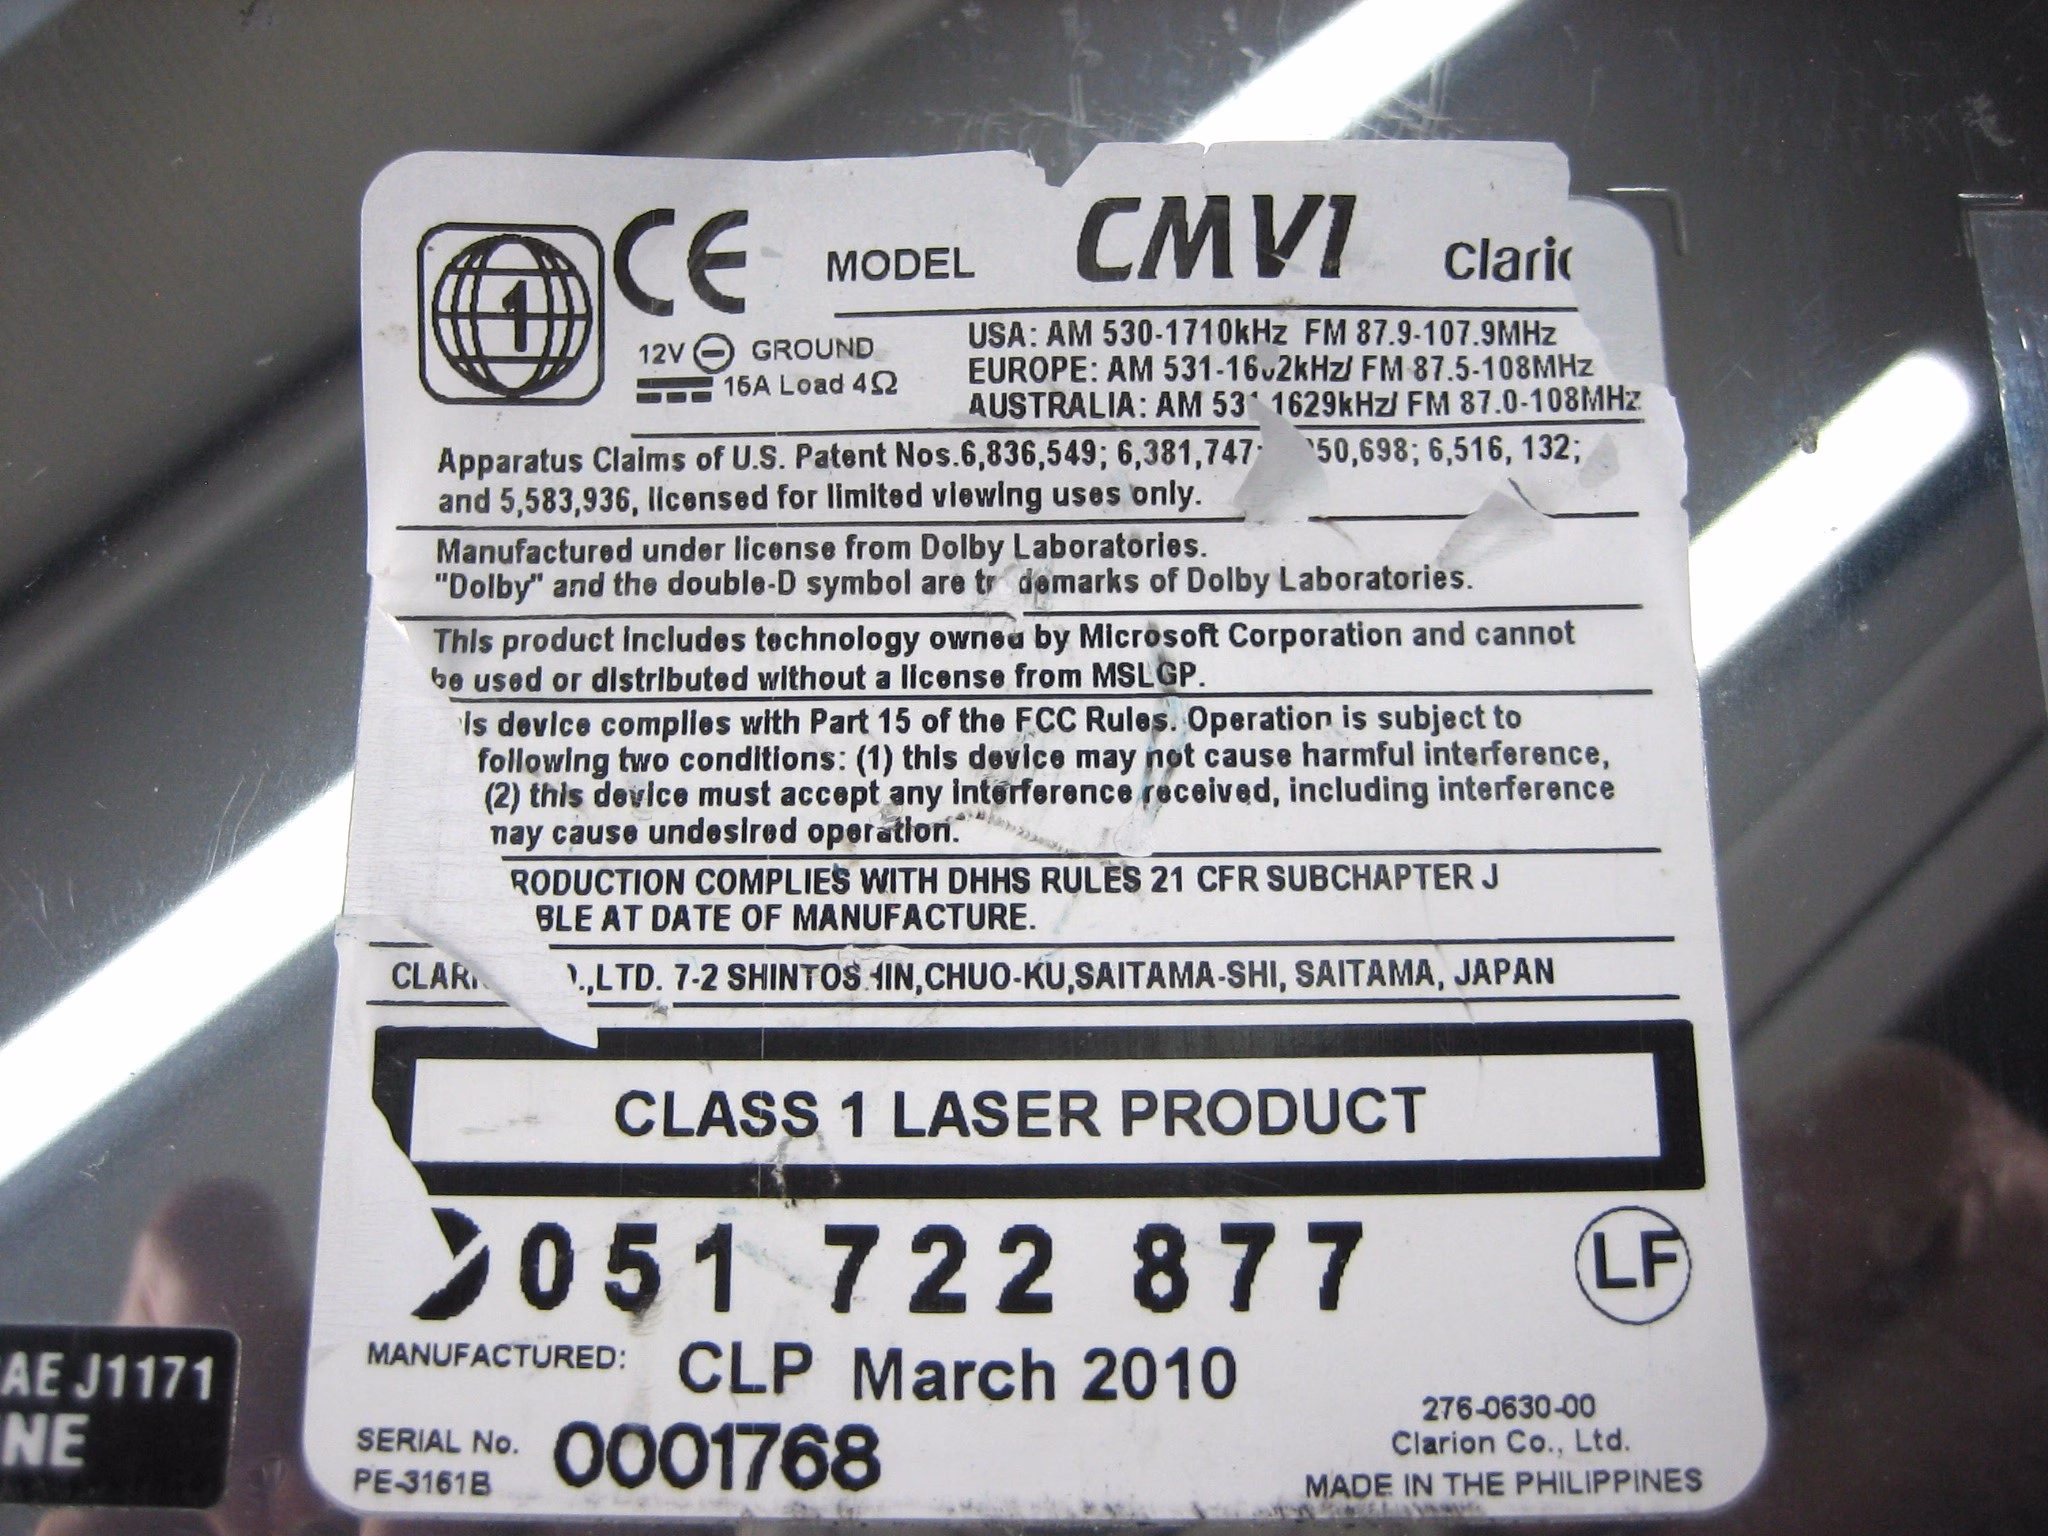 1
CE
MODEL CMV1 Clari
12V GROUND
15A Load 4Ω
USA: AM 530-1710kHz FM 87.9-107.9MHz
EUROPE: AM 531-16 2kHz/ FM 87.5-108MHz
AUSTRALIA: AM 531 1629kHz/ FM 87.0-108MHz
Apparatus Claims of U.S. Patent Nos.6,836,549; 6,381,747; 50,698; 6,516, 132;
and 5,583,936, licensed for limited viewing uses only.
Manufactured under license from Dolby Laboratories.
"Dolby" and the double-D symbol are tr demarks of Dolby Laboratories.
This product includes technology owned by Microsoft Corporation and cannot
be used or distributed without a license from MSLGP.
is device complies with Part 15 of the FCC Rules. Operation is subject to
following two conditions: (1) this device may not cause harmful interference,
(2) this device must accept any interference received, including interference
may cause undesired operation.
RODUCTION COMPLIES WITH DHHS RULES 21 CFR SUBCHAPTER J
BLE AT DATE OF MANUFACTURE.
CLARI O.,LTD. 7-2 SHINTOSHIN,CHUO-KU,SAITAMA-SHI, SAITAMA, JAPAN
CLASS 1 LASER PRODUCT
051 722 877
LF
MANUFACTURED: CLP March 2010
SERIAL No. 0001768
PE-3161B
276-0630-00
Clarion Co., Ltd.
MADE IN THE PHILIPPINES
AE J1171
NE